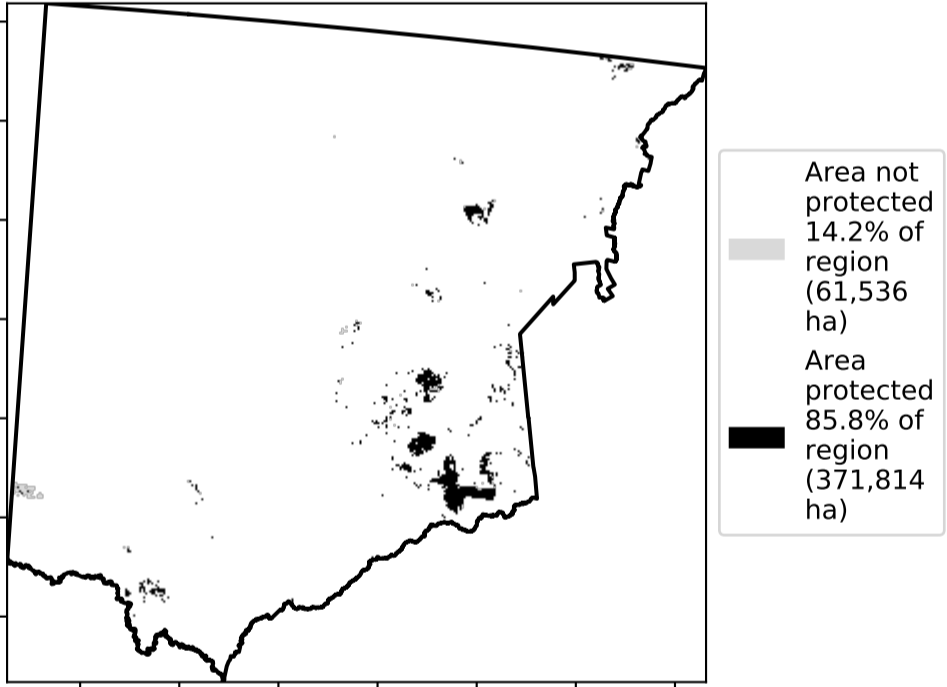 Area not
protected
14.2% of
region
(61,536
ha)
Area
protected
85.8% of
region
(371,814
ha)